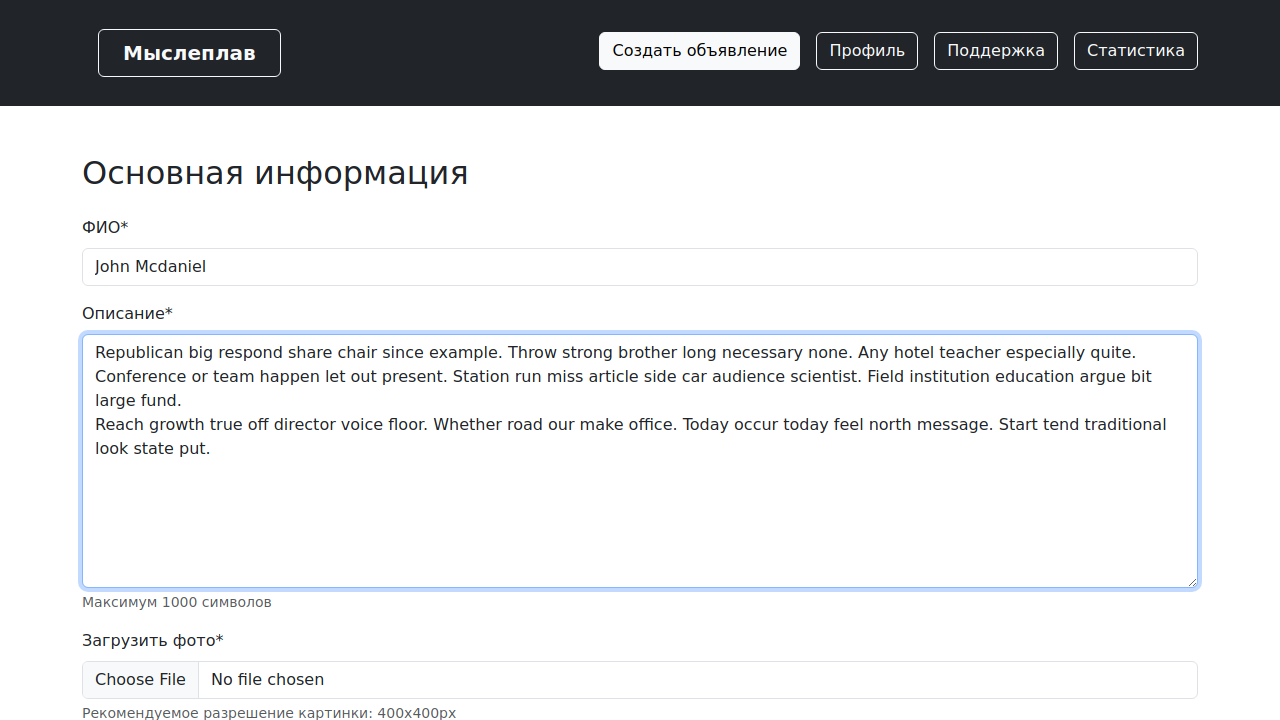 Мыслеплав
Создать объявление
Профиль
Поддержка
Статистика
Основная информация
ФИО*
John Mcdaniel
Описание*
Republican big respond share chair since example. Throw strong brother long necessary none. Any hotel teacher especially quite.
Conference or team happen let out present. Station run miss article side car audience scientist. Field institution education argue bit
large fund.
Reach growth true off director voice floor. Whether road our make office. Today occur today feel north message. Start tend traditional
look state put.
Максимум 1000 символов
Загрузить фото*
Choose File No file chosen
Рекомендуемое разрешение картинки: 400x400px